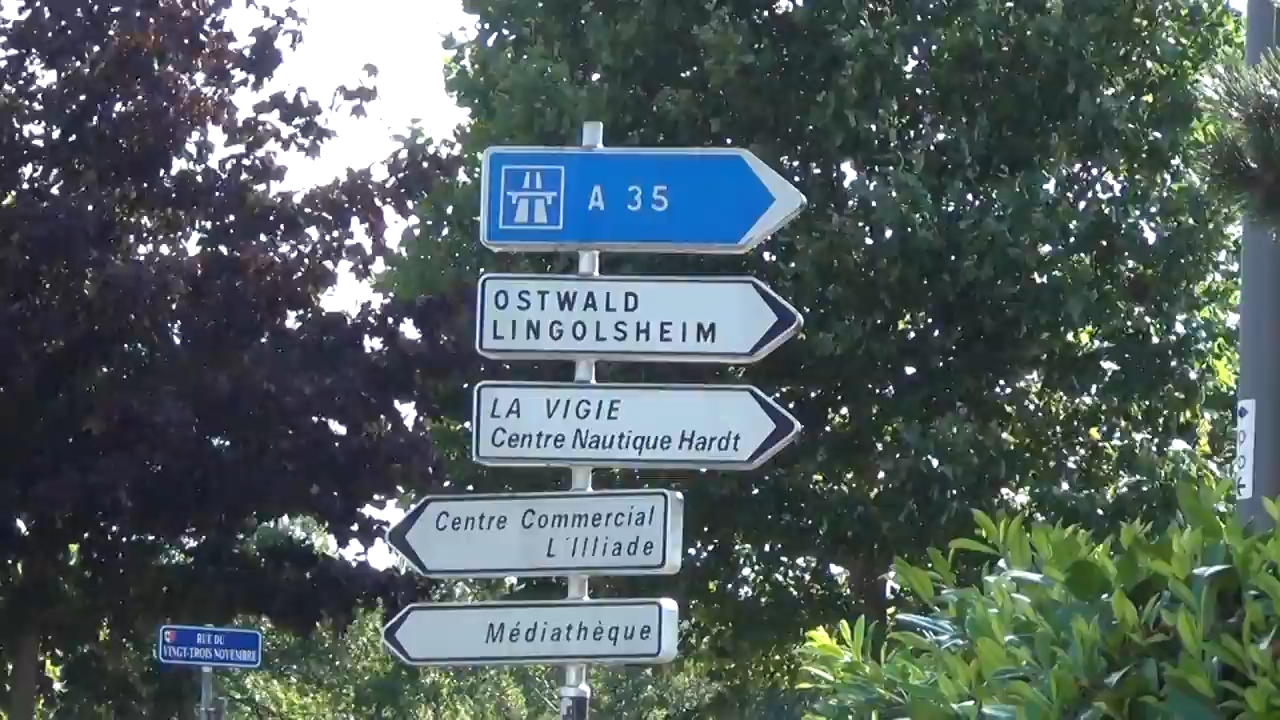 A 35
OSTWALD
LINGOLSHEIM
LA VIGIE
Centre Nautique Hardt
Centre Commercial
L'Illiade
Médiathèque
RUE DU
VINGT-TROIS NOVEMBRE